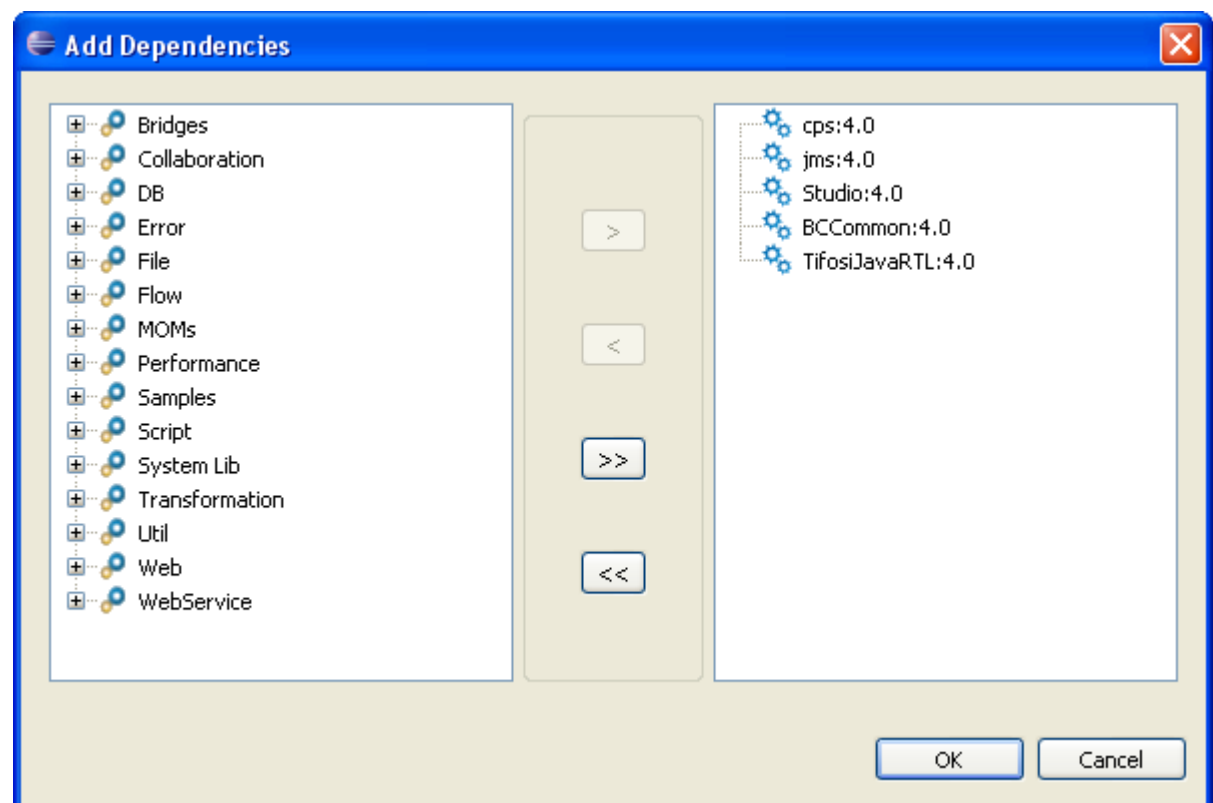 Add Dependencies
Bridges
Collaboration
DB
Error
File
Flow
MOMs
Performance
Samples
Script
System Lib
Transformation
Util
Web
WebService
>
<
>>
<<
cps:4.0
jms:4.0
Studio:4.0
BCCommon:4.0
TifosiJavaRTL:4.0
OK
Cancel